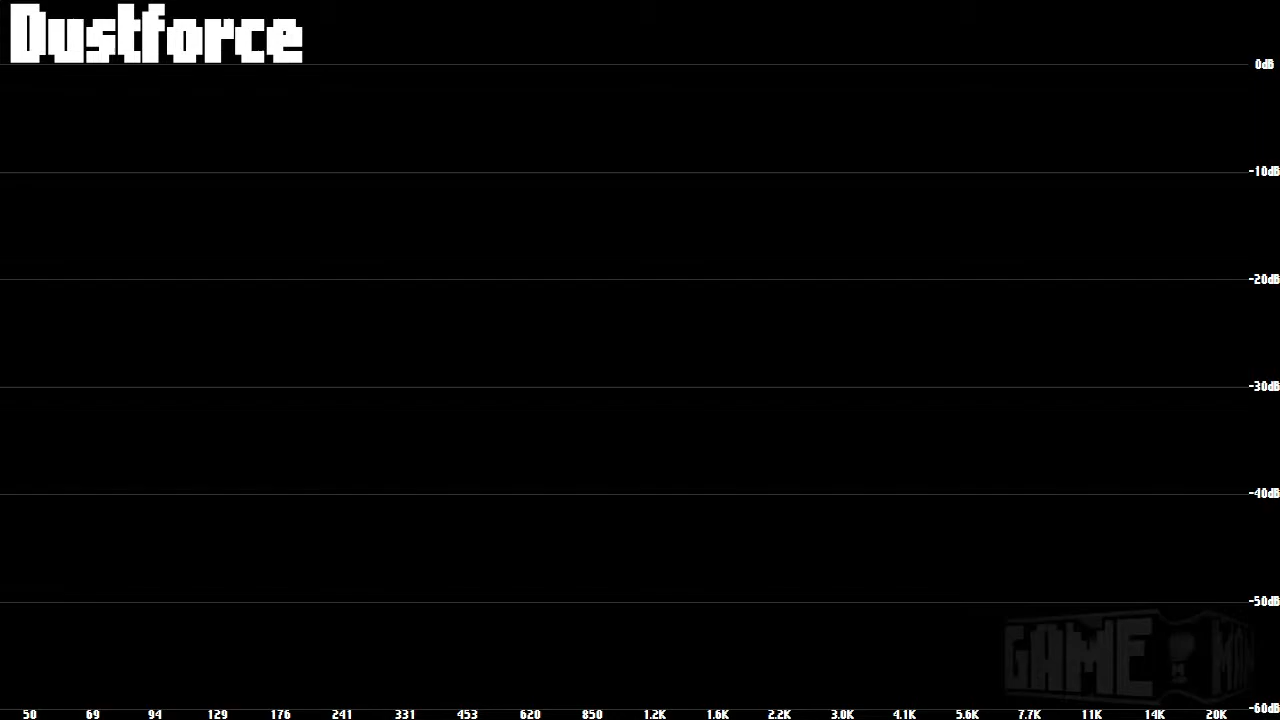 Dustforce
0dB
-10dB
-20dB
-30dB
-40dB
-50dB
GAME MAN
-60dB
50 69 94 129 176 241 331 453 620 850 1.2K 1.6K 2.2K 3.0K 4.1K 5.6K 7.7K 11K 14K 20K